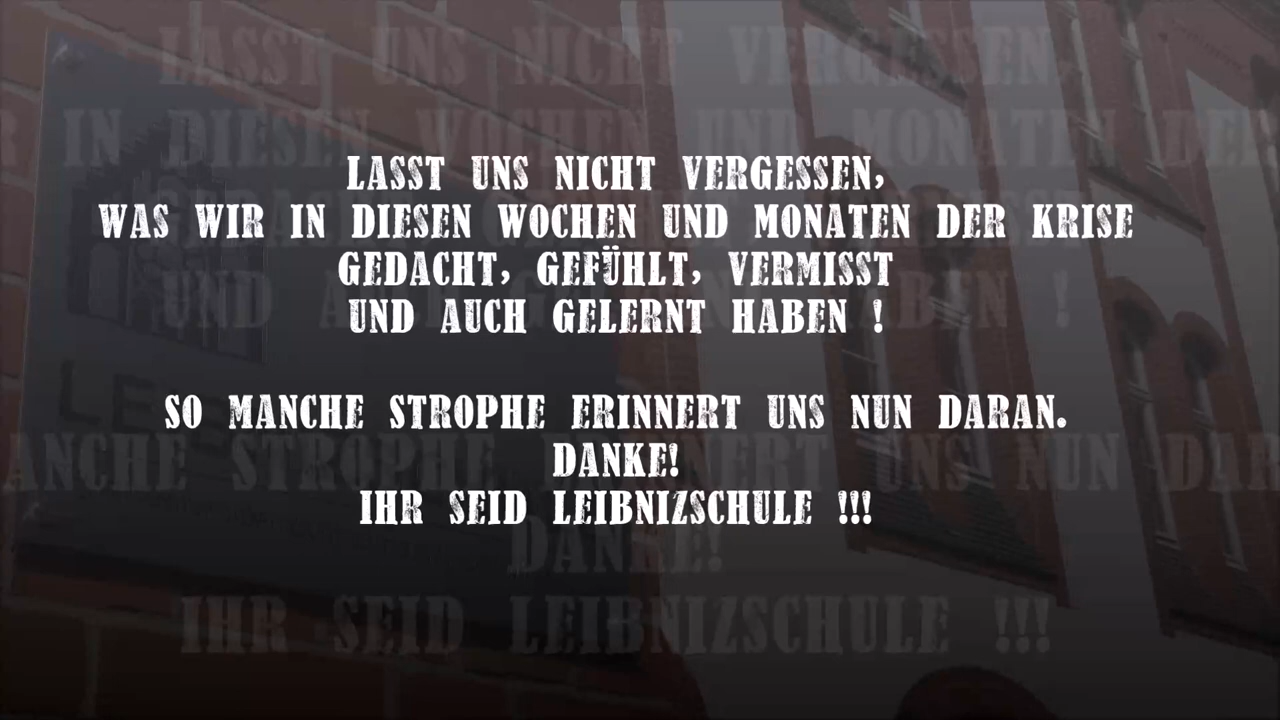 LASST UNS NICHT VERGESSEN,
WAS WIR IN DIESEN WOCHEN UND MONATEN DER KRISE
GEDACHT, GEFÜHLT, VERMISST
UND AUCH GELERNT HABEN !
SO MANCHE STROPHE ERINNERT UNS NUN DARAN.
DANKE!
IHR SEID LEIBNIZSCHULE !!!